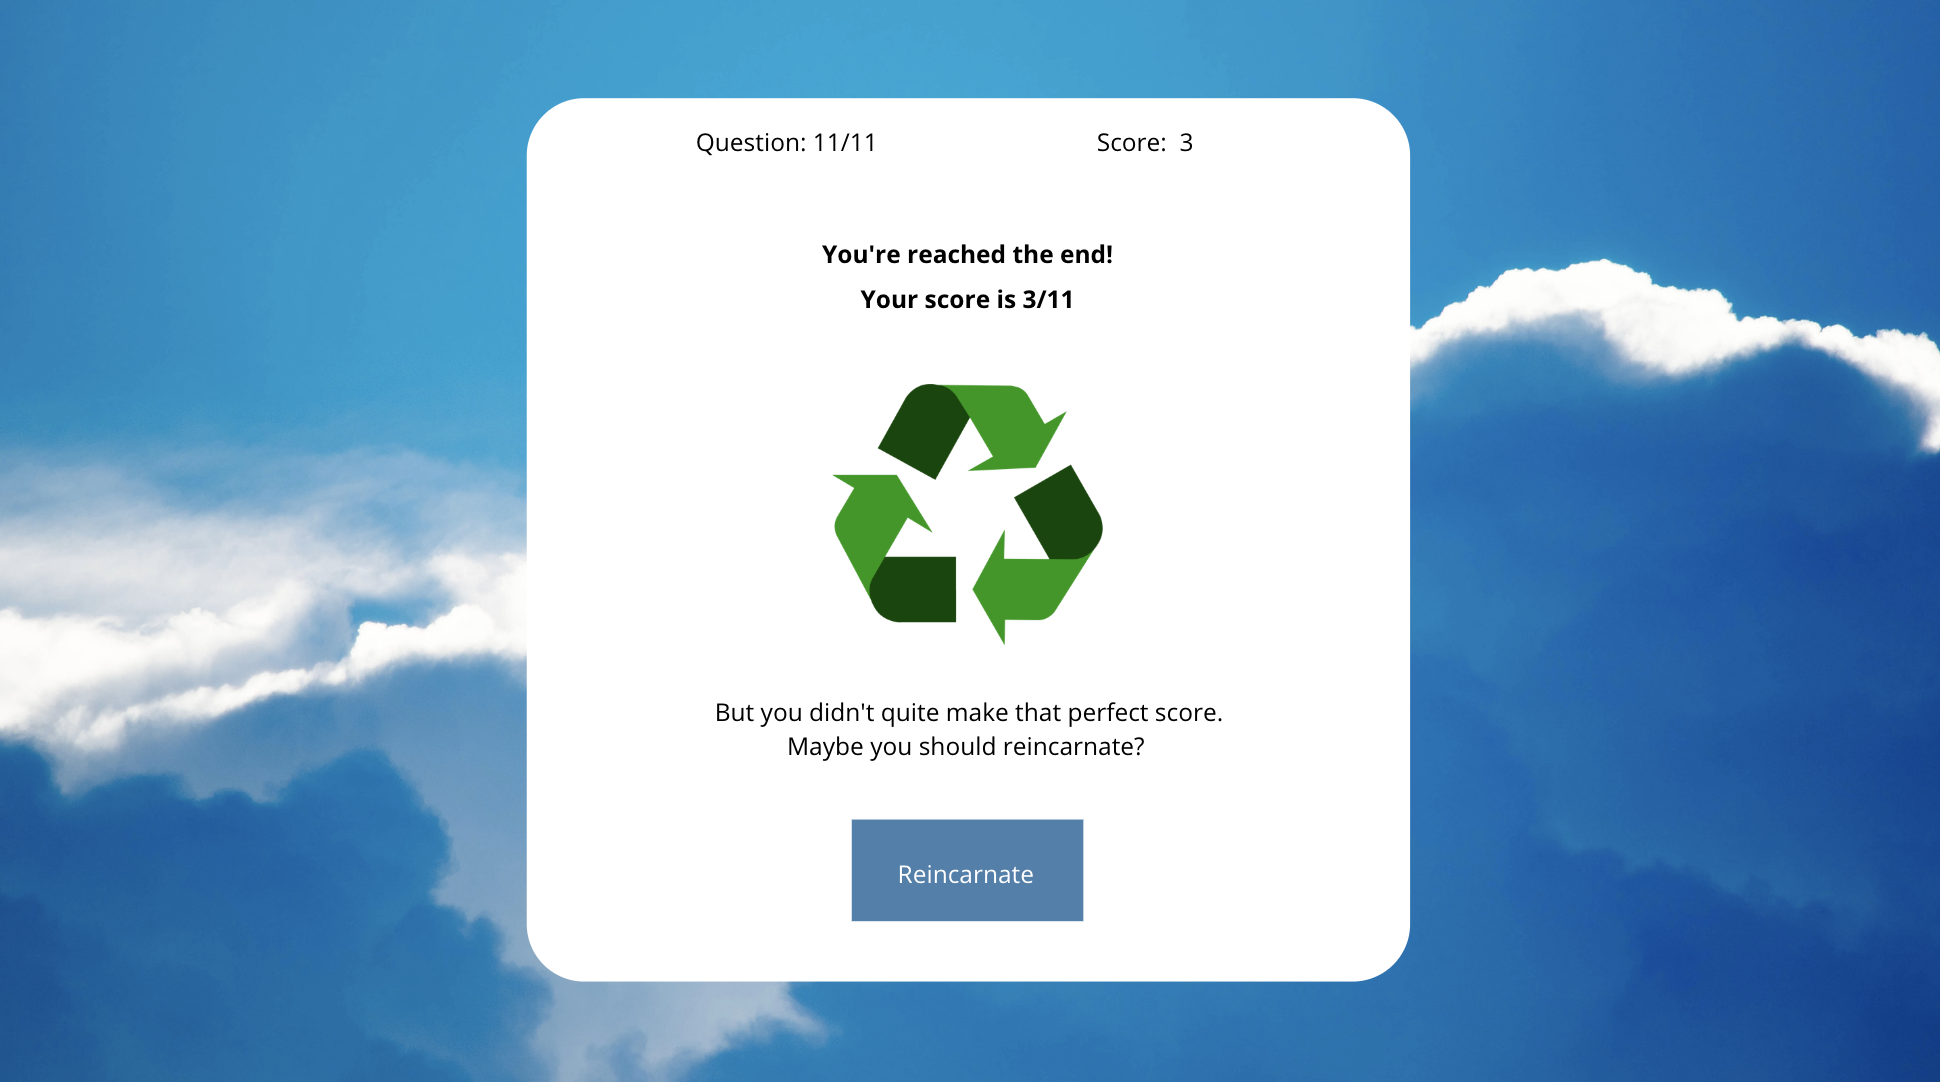 Question: 11/11 Score: 3
You're reached the end!
Your score is 3/11
But you didn't quite make that perfect score.
Maybe you should reincarnate?
Reincarnate